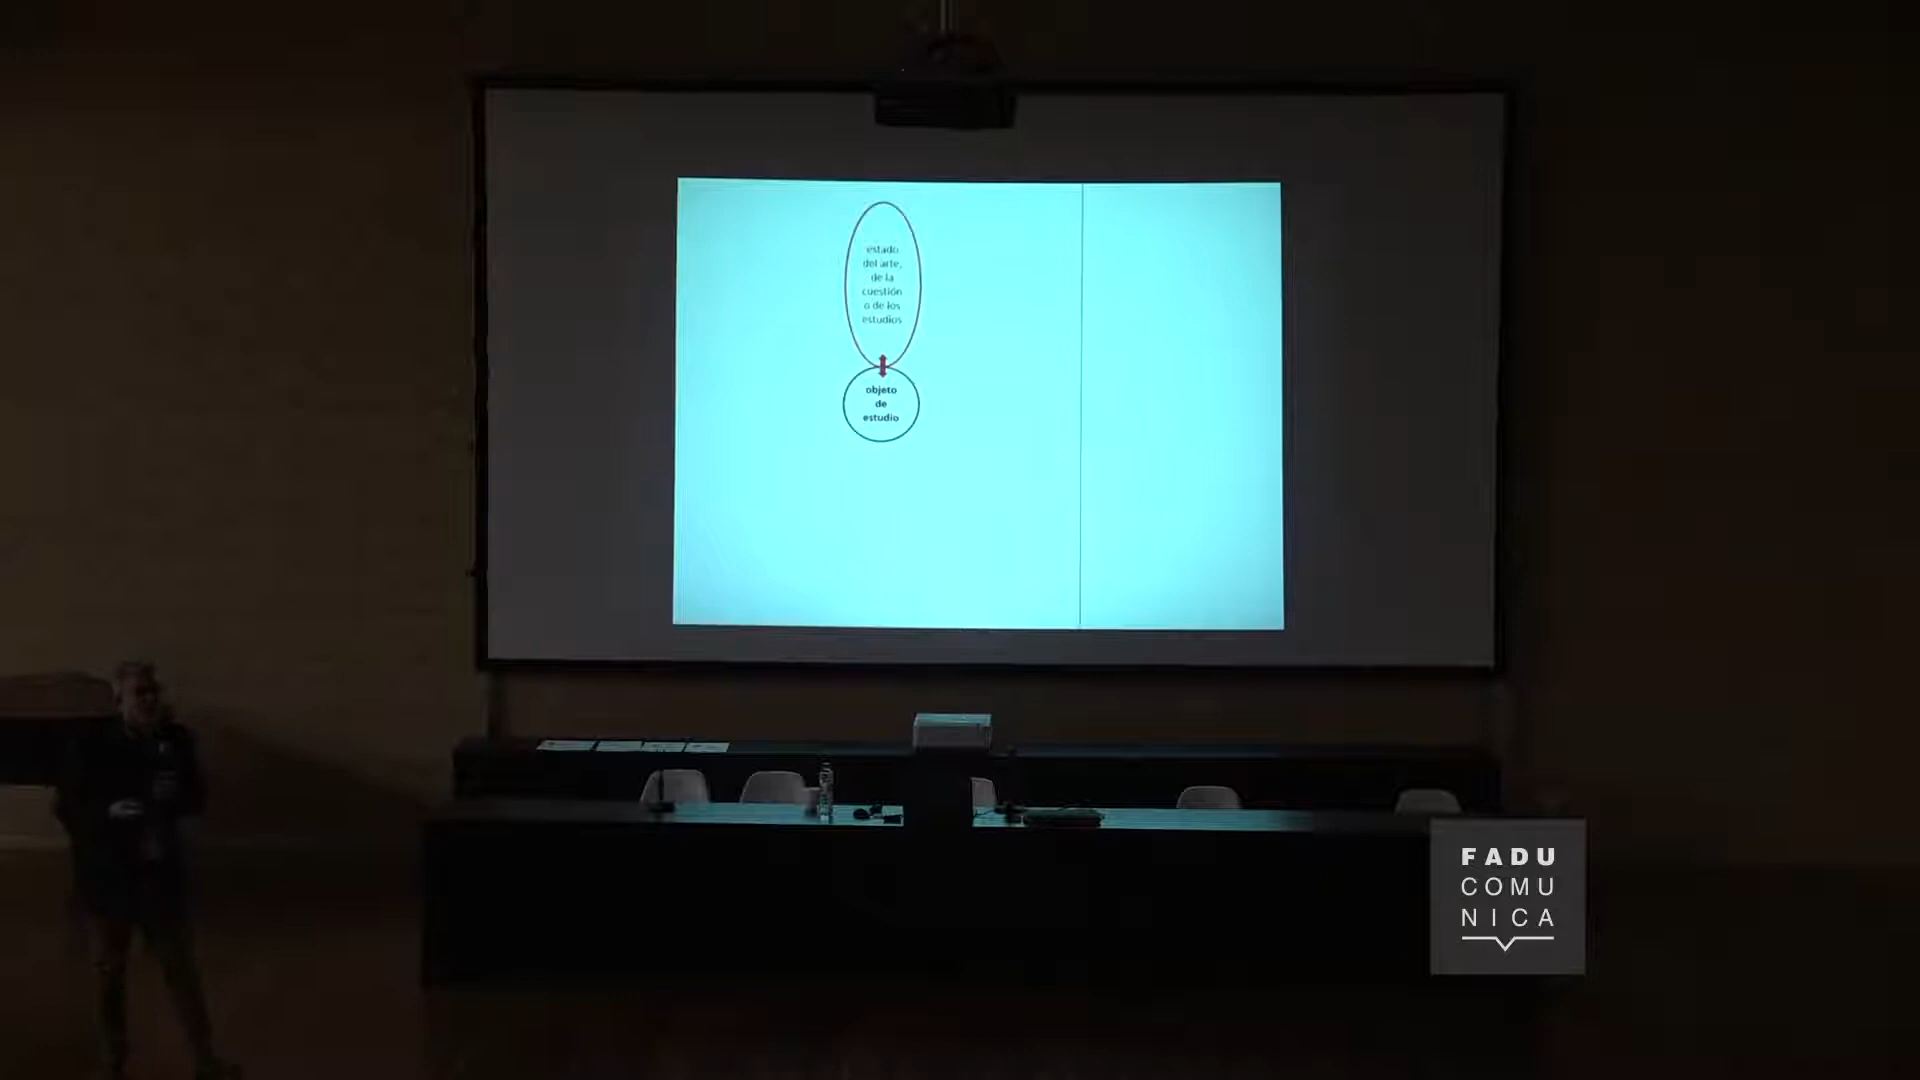 estado
del arte,
de la
cuestión
o de los
estudios
objeto
de
estudio
FADU
COMU
NICA